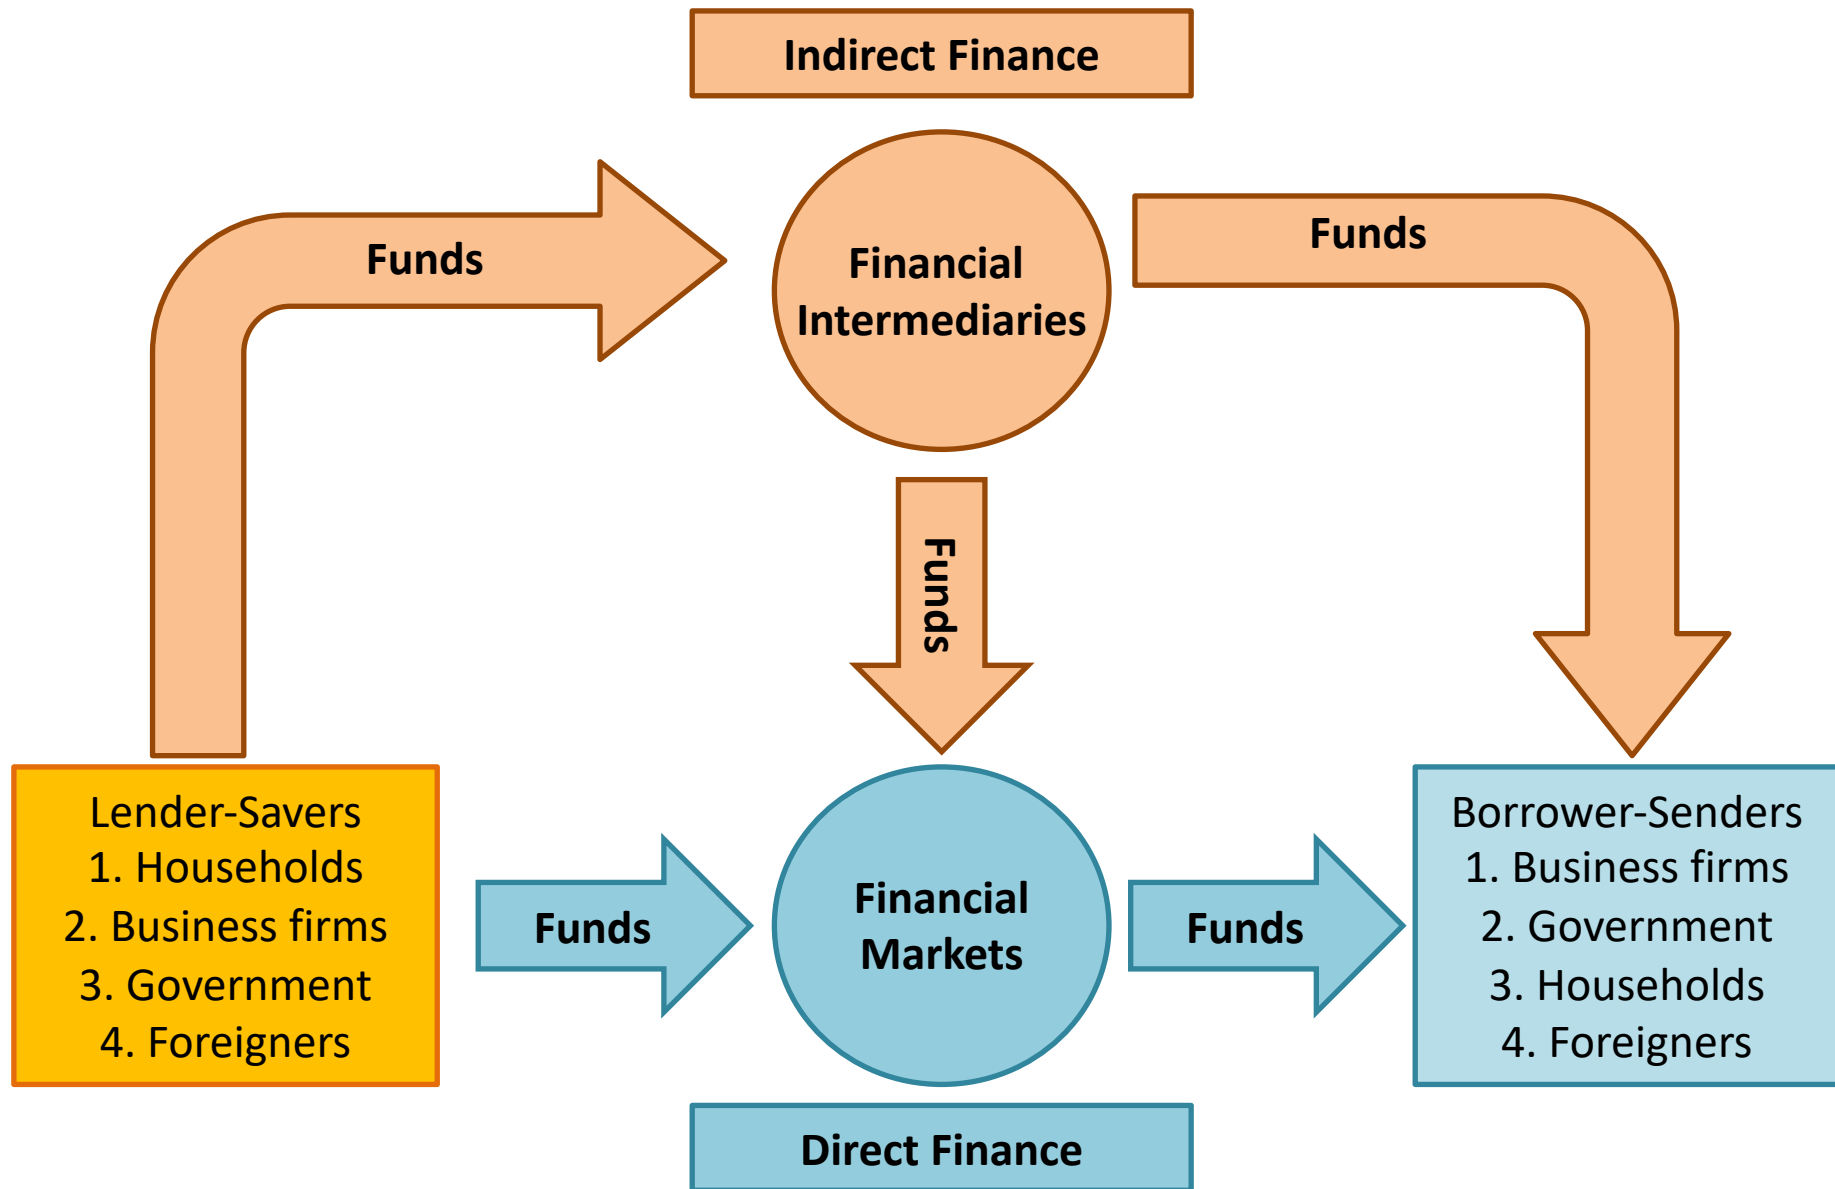 Indirect Finance
Funds
Financial
Intermediaries
Funds
Funds
Lender-Savers
1. Households
2. Business firms
3. Government
4. Foreigners
Funds
Financial
Markets
Funds
Borrower-Senders
1. Business firms
2. Government
3. Households
4. Foreigners
Direct Finance